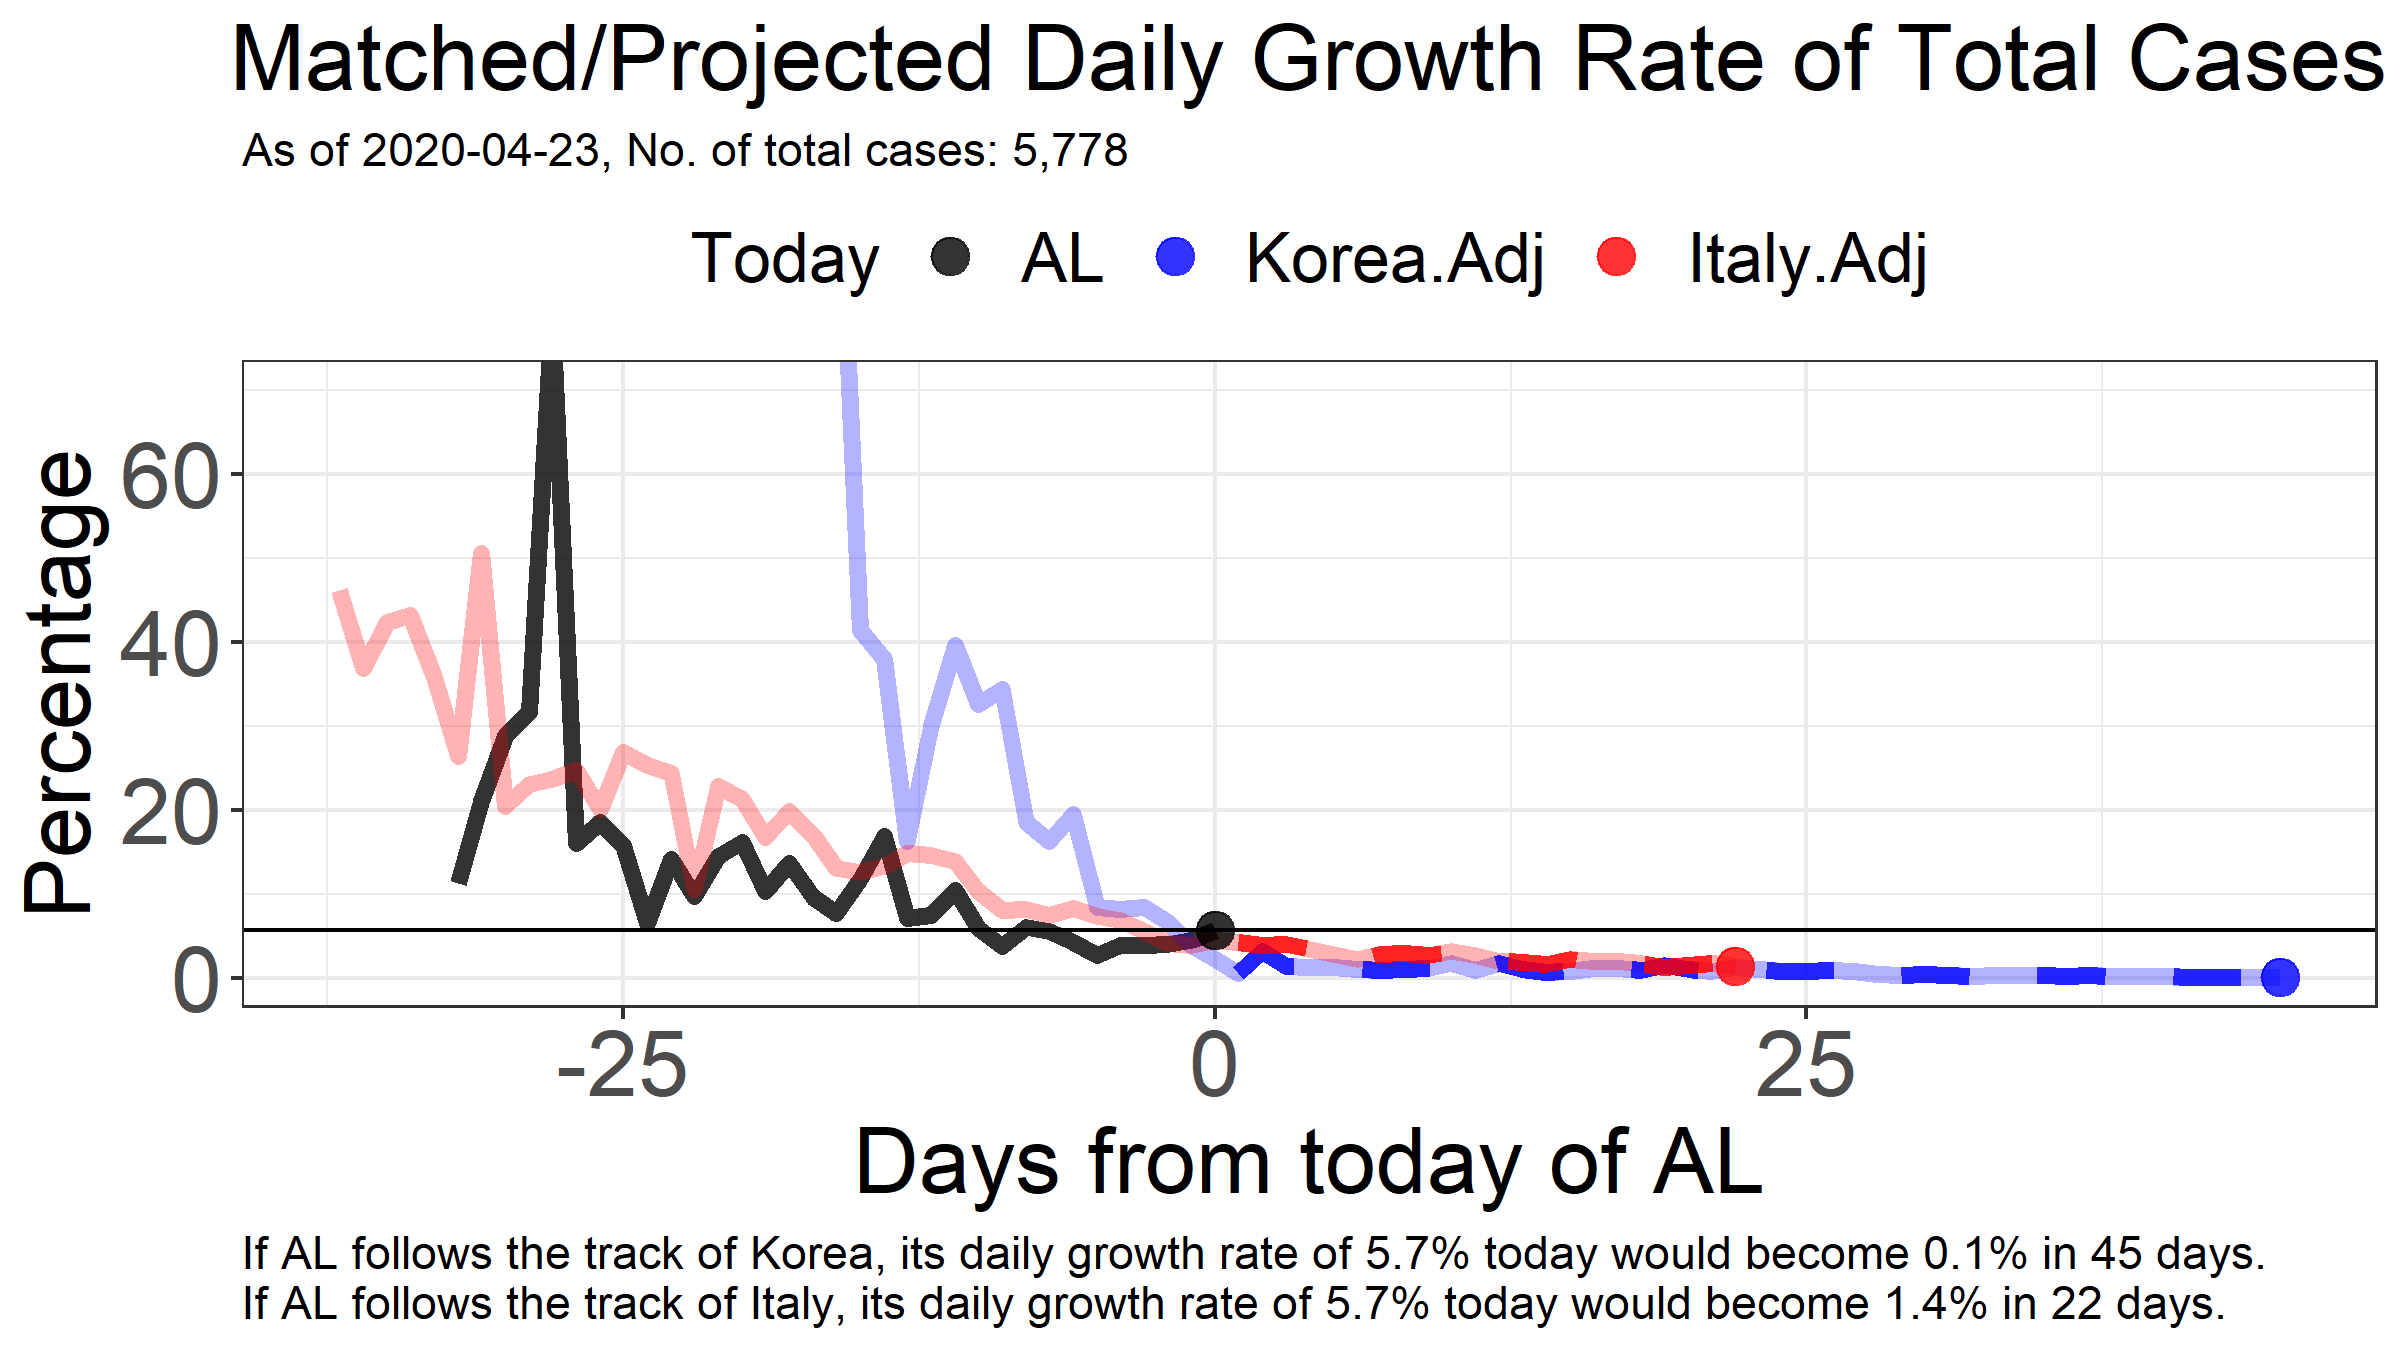 Matched/Projected Daily Growth Rate of Total Cases
As of 2020-04-23, No. of total cases: 5,778
Today AL Korea.Adj Italy.Adj
Percentage
60
40
20
0
-25 0 25
Days from today of AL
If AL follows the track of Korea, its daily growth rate of 5.7% today would become 0.1% in 45 days.
If AL follows the track of Italy, its daily growth rate of 5.7% today would become 1.4% in 22 days.